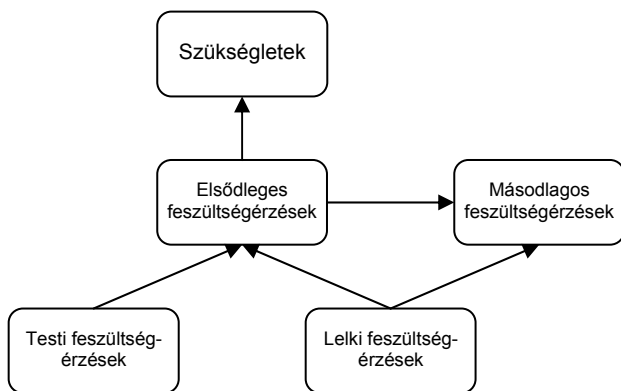 Szükségletek
Elsődleges
feszültségérzések
Másodlagos
feszültségérzések
Testi feszültség-
érzések
Lelki feszültség-
érzések